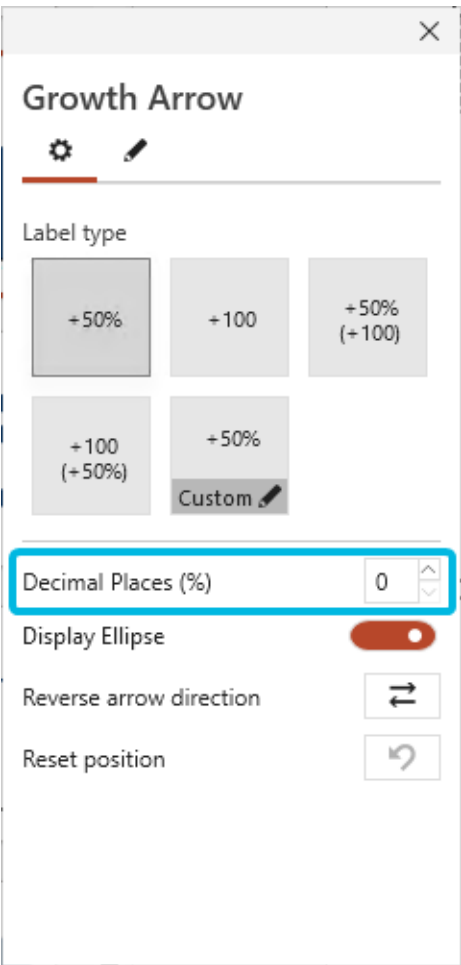 Growth Arrow
Label type
+50%
+100
+50%
(+100)
+100
(+50%)
+50%
Custom
Decimal Places (%)
0
Display Ellipse
Reverse arrow direction
Reset position